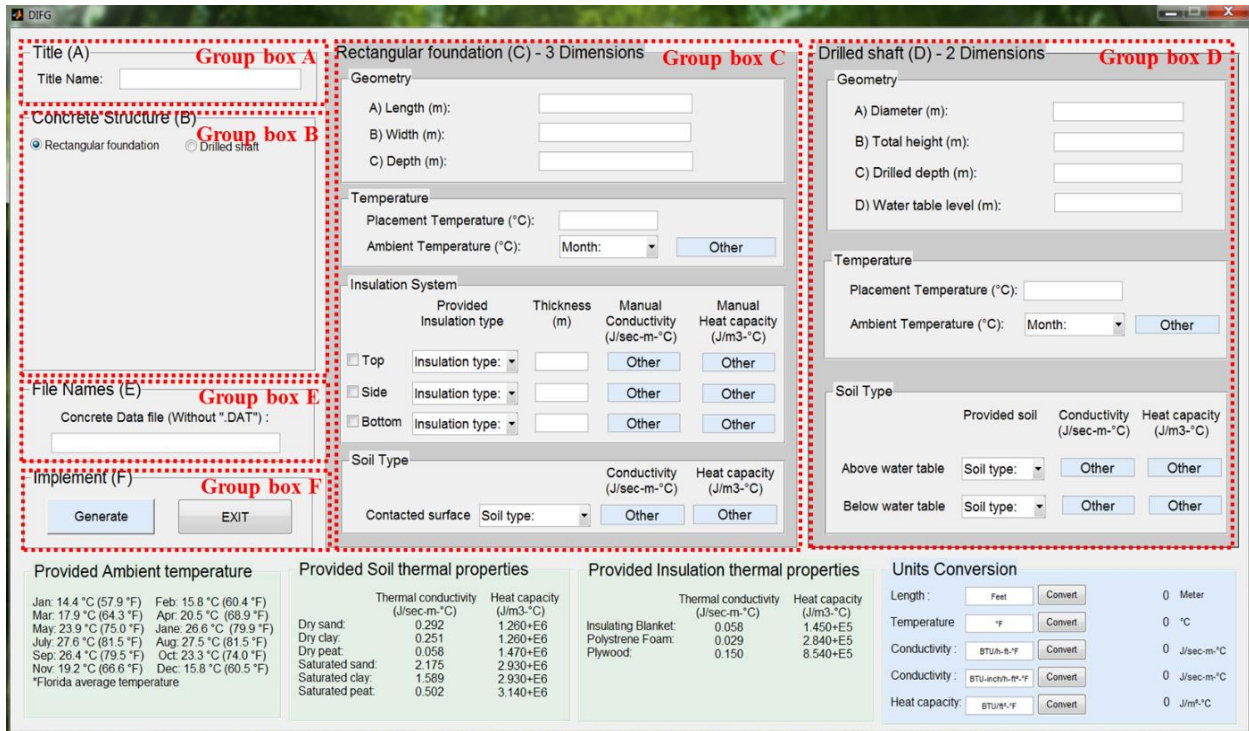 DIFG
Title (A)
Group box A
Title Name:
Concrete Structure (B)
Group box B
Rectangular foundation
Drilled shaft
File Names (E)
Group box E
Concrete Data file (Without ".DAT") :
Implement (F)
Group box F
Generate
EXIT
Rectangular foundation (C) - 3 Dimensions
Group box C
Geometry
A) Length (m):
B) Width (m):
C) Depth (m):
Temperature
Placement Temperature (°C):
Ambient Temperature (°C): Month: Other
Insulation System
Provided Insulation type
Thickness (m)
Manual Conductivity (J/sec-m-°C)
Manual Heat capacity (J/m3-°C)
Top Insulation type: Other Other
Side Insulation type: Other Other
Bottom Insulation type: Other Other
Soil Type
Conductivity (J/sec-m-°C)
Heat capacity (J/m3-°C)
Contacted surface Soil type: Other Other
Drilled shaft (D) - 2 Dimensions
Group box D
Geometry
A) Diameter (m):
B) Total height (m):
C) Drilled depth (m):
D) Water table level (m):
Temperature
Placement Temperature (°C):
Ambient Temperature (°C): Month: Other
Soil Type
Provided soil
Conductivity (J/sec-m-°C)
Heat capacity (J/m3-°C)
Above water table Soil type: Other Other
Below water table Soil type: Other Other
Provided Ambient temperature
Jan: 14.4 °C (57.9 °F) Feb: 15.8 °C (60.4 °F)
Mar: 17.9 °C (64.3 °F) Apr: 20.5 °C (68.9 °F)
May: 23.9 °C (75.0 °F) Jane: 26.6 °C (79.9 °F)
July: 27.6 °C (81.5 °F) Aug: 27.5 °C (81.5 °F)
Sep: 26.4 °C (79.5 °F) Oct: 23.3 °C (74.0 °F)
Nov: 19.2 °C (66.6 °F) Dec: 15.8 °C (60.5 °F)
*Florida average temperature
Provided Soil thermal properties
Thermal conductivity Heat capacity
(J/sec-m-°C) (J/m3-°C)
Dry sand: 0.292 1.260+E6
Dry clay: 0.251 1.260+E6
Dry peat: 0.058 1.470+E6
Saturated sand: 2.175 2.930+E6
Saturated clay: 1.589 2.930+E6
Saturated peat: 0.502 3.140+E6
Provided Insulation thermal properties
Thermal conductivity Heat capacity
(J/sec-m-°C) (J/m3-°C)
Insulating Blanket: 0.058 1.450+E5
Polystrene Foam: 0.029 2.840+E5
Plywood: 0.150 8.540+E5
Units Conversion
Length : Feet Convert 0 Meter
Temperature °F Convert 0 °C
Conductivity : BTU/h-ft-°F Convert 0 J/sec-m-°C
Conductivity : BTU-inch/h-ft²-°F Convert 0 J/sec-m-°C
Heat capacity: BTU/ft³-°F Convert 0 J/m³-°C